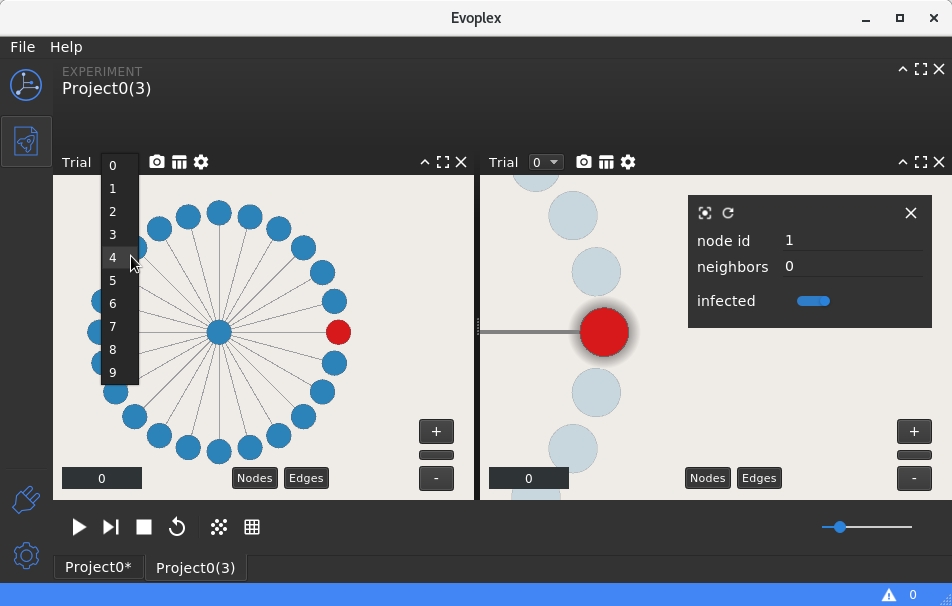 Evoplex
File Help
EXPERIMENT
Project0(3)
Trial
0
1
2
3
4
5
6
7
8
9
0
Nodes Edges
+
-
Trial 0
node id 1
neighbors 0
infected
0
Nodes Edges
+
-
Project0* Project0(3)
0